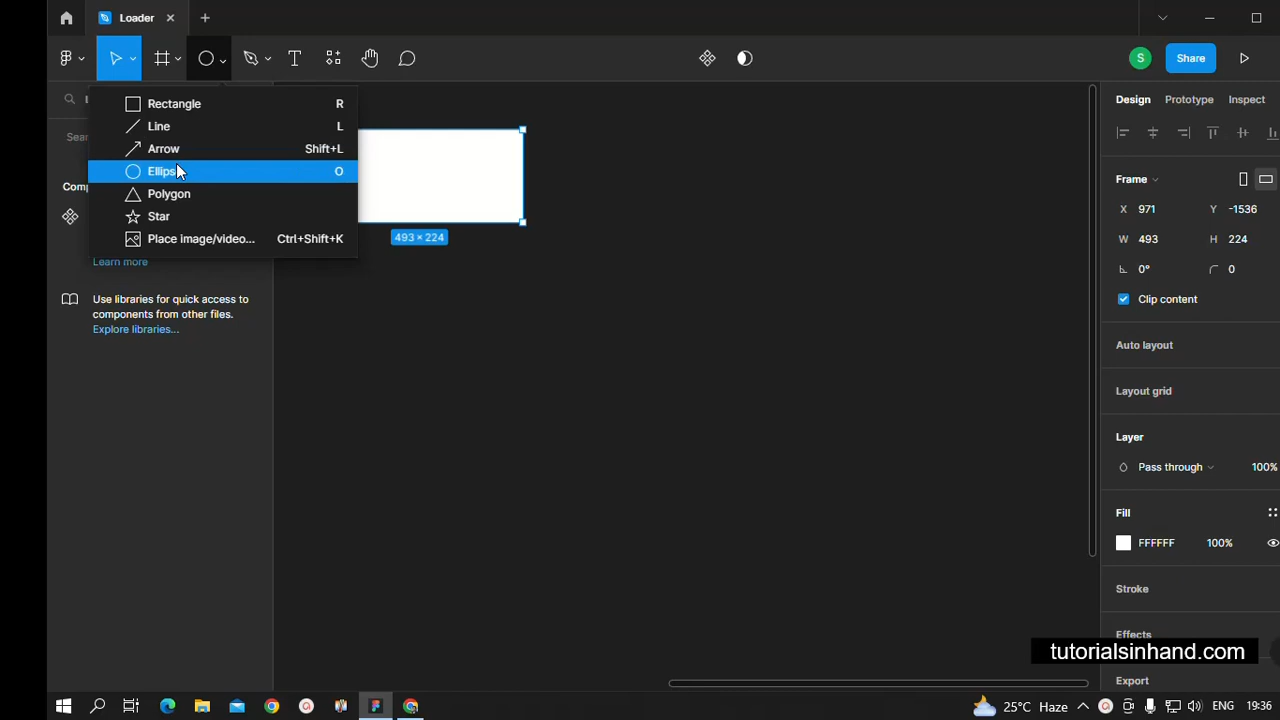 Loader
T
S
Share
Rectangle R
Line L
Arrow Shift+L
Ellips O
Polygon
Star
Place image/video... Ctrl+Shift+K
Learn more
Use libraries for quick access to
components from other files.
Explore libraries...
493 × 224
Design Prototype Inspect
Frame
X 971 Y -1536
W 493 H 224
0° 0
Clip content
Auto layout
Layout grid
Layer
Pass through 100%
Fill
FFFFFF 100%
Stroke
Effects
tutorialsinhand.com
Export
25°C Haze ENG 19:36